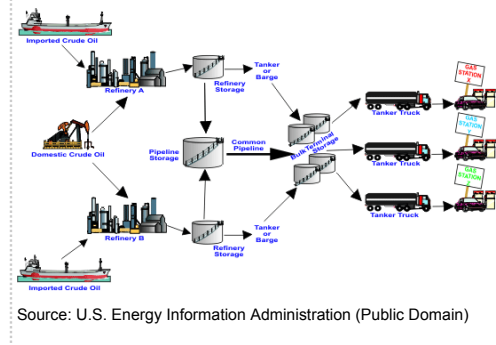 Imported Crude Oil
Refinery A
Refinery
Storage
Tanker
or
Barge
GAS
STATION
X
Tanker Truck
Domestic Crude Oil
Pipeline
Storage
Common
Pipeline
Bulk Terminal
Storage
GAS
STATION
Y
Tanker Truck
Refinery B
Refinery
Storage
Tanker
or
Barge
GAS
STATION
Tanker Truck
Imported Crude Oil
Source: U.S. Energy Information Administration (Public Domain)